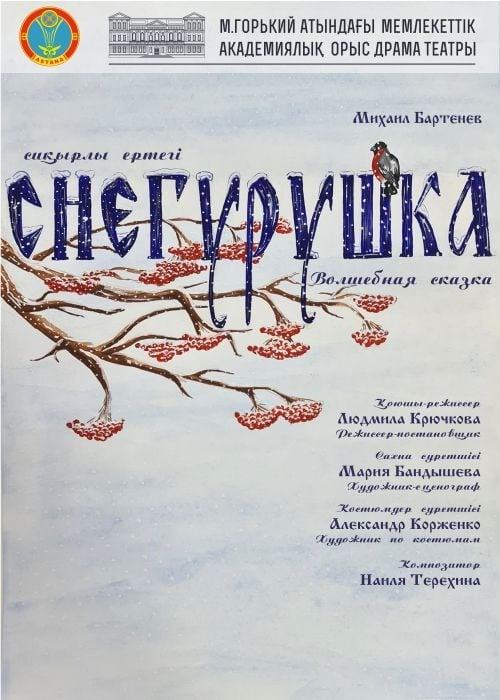 ASTANA
М.ГОРЬКИЙ АТЫНДАҒЫ МЕМЛЕКЕТТІК
АКАДЕМИЯЛЫҚ ОРЫС ДРАМА ТЕАТРЫ
Михаил Бартенев
сиқырлы ертегі
СНЕГУРУШКА
Волшебная сказка
Қоюшы-режиссер
Людмила Крючкова
Режиссер-постановщик
Сахна суретшісі
Мария Бандышева
Художник-сценограф
Костюмдер суретшісі
Александр Корженко
Художник по костюмам
Композитор
Наиля Терехина